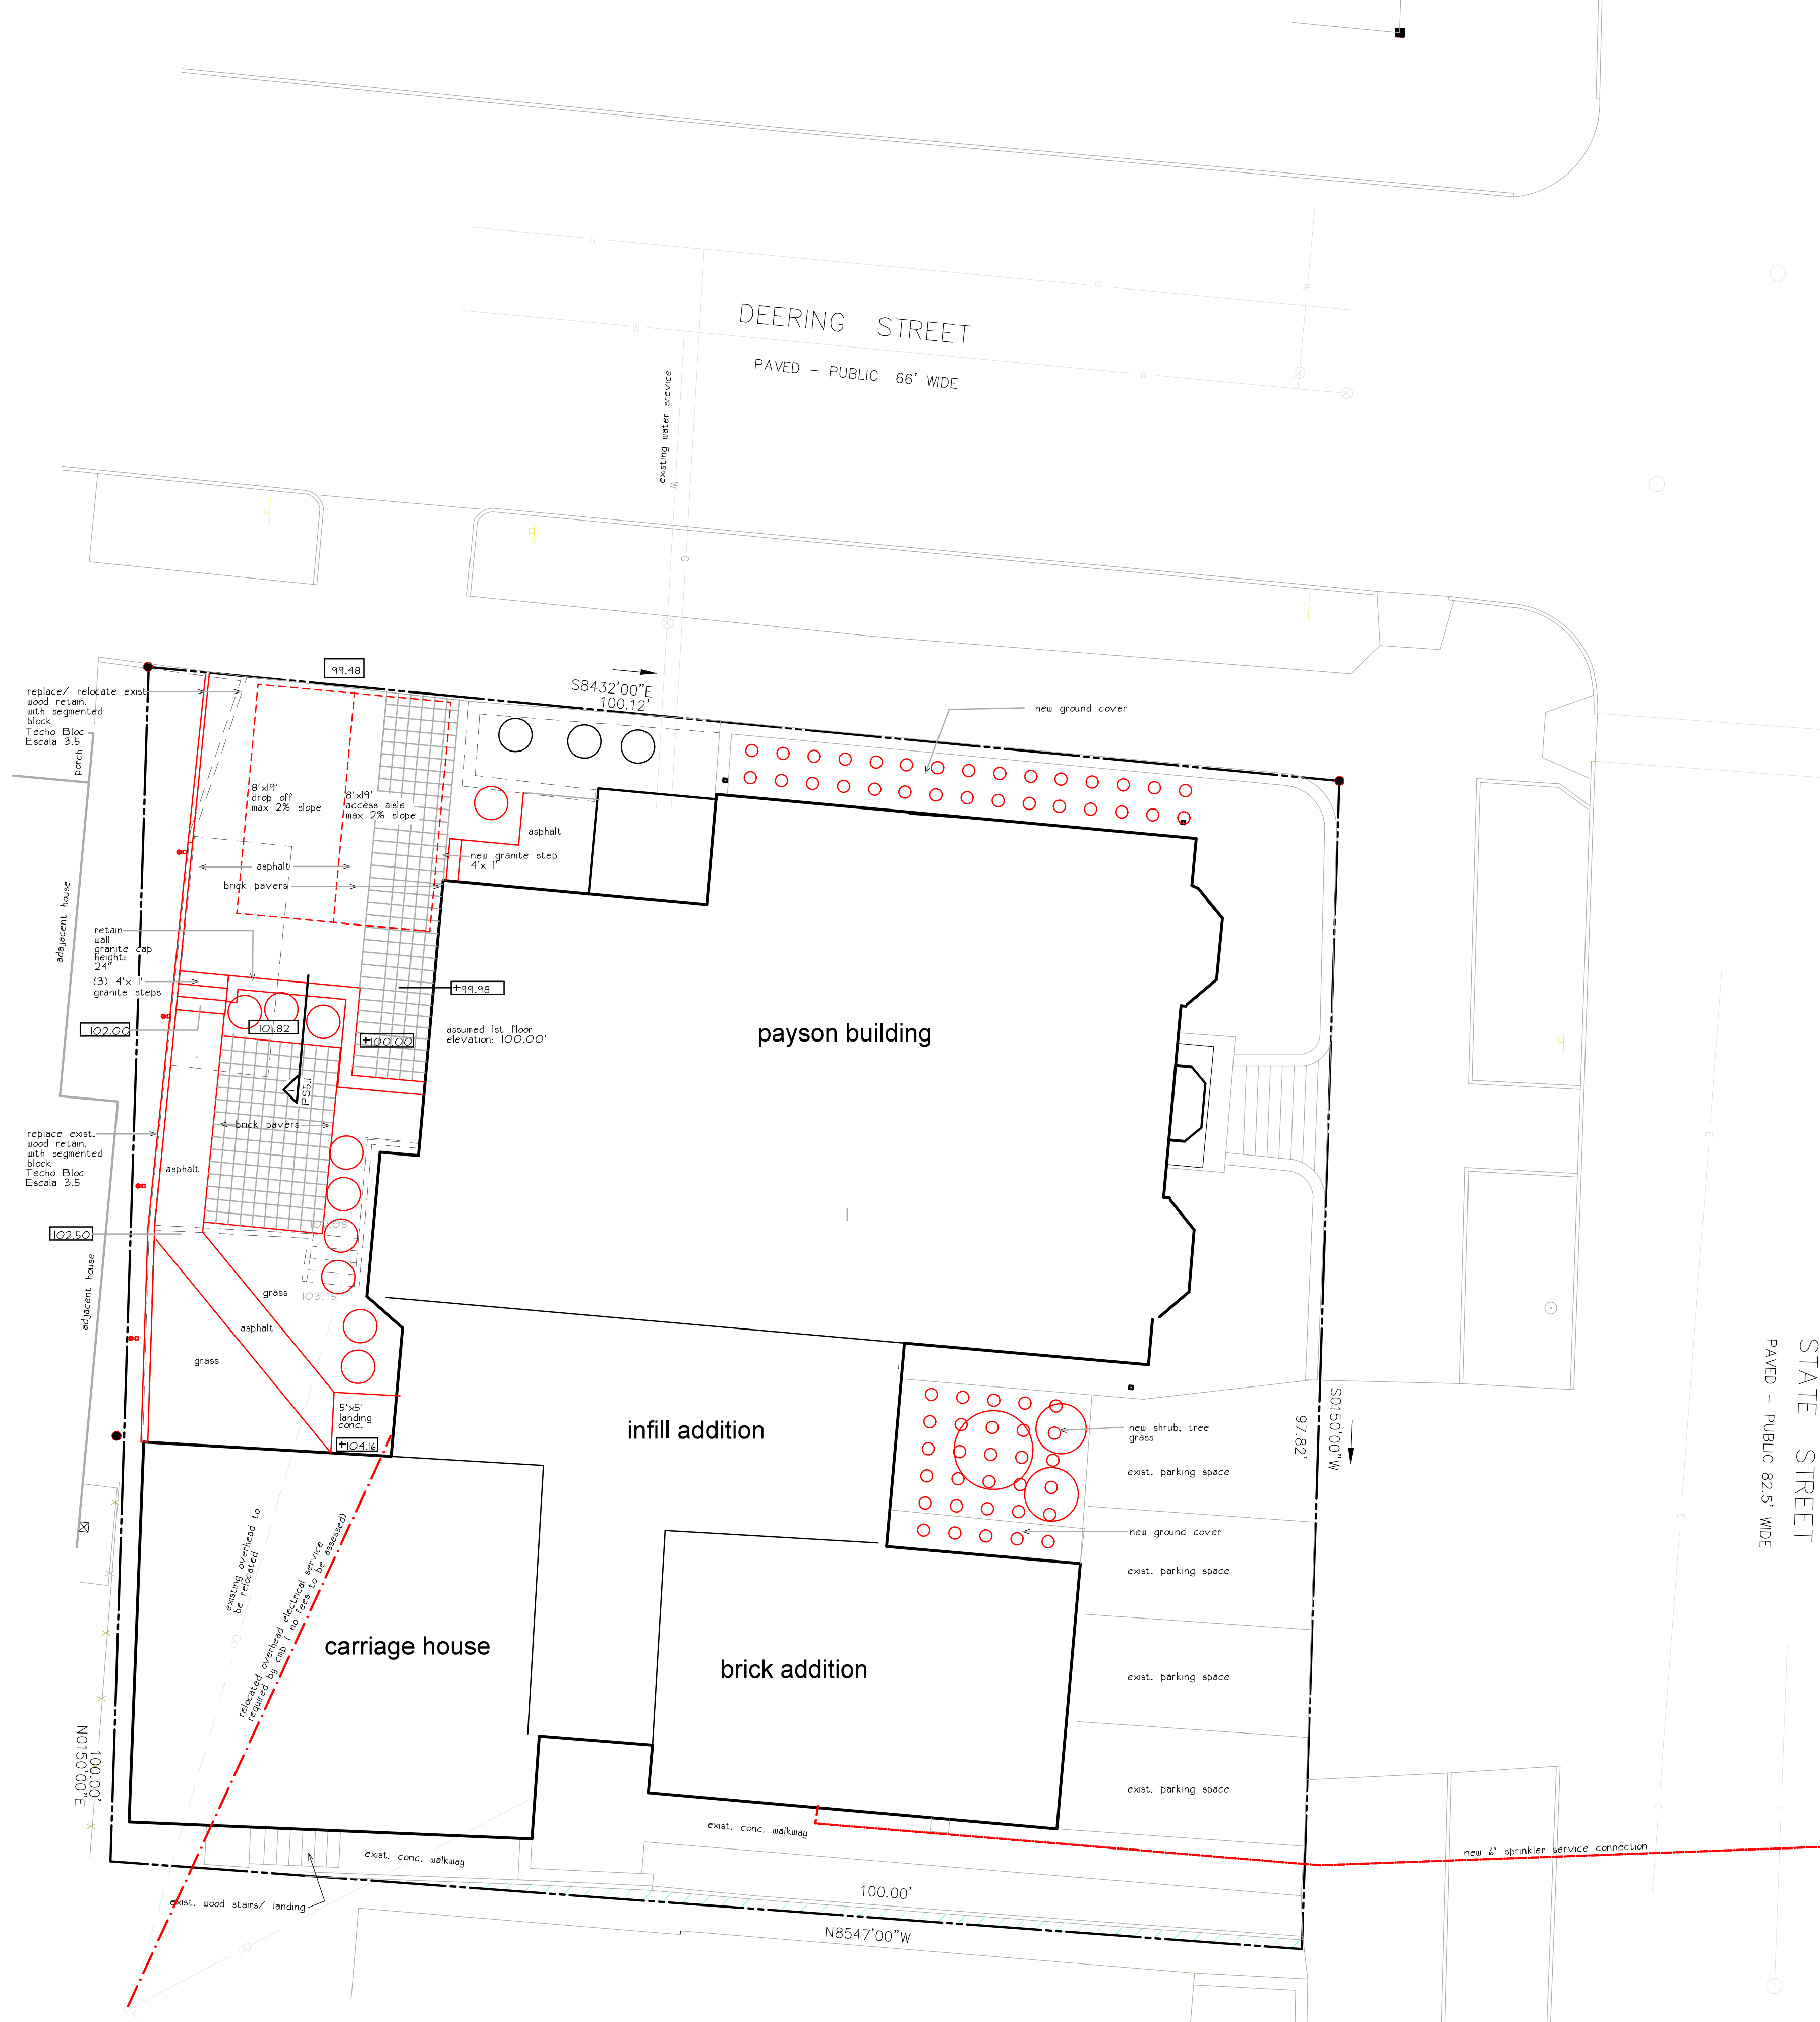 DEERING STREET
PAVED - PUBLIC 66' WIDE
G
G
W
W
W
W
G
existing water srevice
S8432'00"E
100.12'
99.48
replace/ relocate exist
wood retain.
with segmented
block
Techo Bloc
Escala 3.5
porch
new ground cover
8'x19'
drop off
max 2% slope
8'x19'
access aisle
max 2% slope
asphalt
new granite step
4'x 1'
asphalt
brick pavers
adajacent house
retain
wall
granite cap
height:
24"
(3) 4'x 1'
granite steps
102.00
101.82
+99.98
+100.00
assumed 1st floor
elevation: 100.00'
payson building
PS5.1
brick pavers
replace exist.
wood retain.
with segmented
block
Techo Bloc
Escala 3.5
asphalt
102.50
103.95
adjacent house
grass
asphalt
grass
5'x5'
landing
conc.
+104.16
infill addition
new shrub, tree
grass
exist. parking space
new ground cover
exist. parking space
exist. parking space
exist. parking space
S0150'00"W
97.82'
STATE STREET
PAVED - PUBLIC 82.5' WIDE
E
E
E
S
existing overhead to
be relocated
relocated overhead electrical service
required by cmp ( no fees to be assessed)
OU
OU
carriage house
brick addition
100.00'
N0150'00"E
exist. conc. walkway
exist. conc. walkway
new 6" sprinkler service connection
exist. wood stairs/ landing
100.00'
N8547'00"W